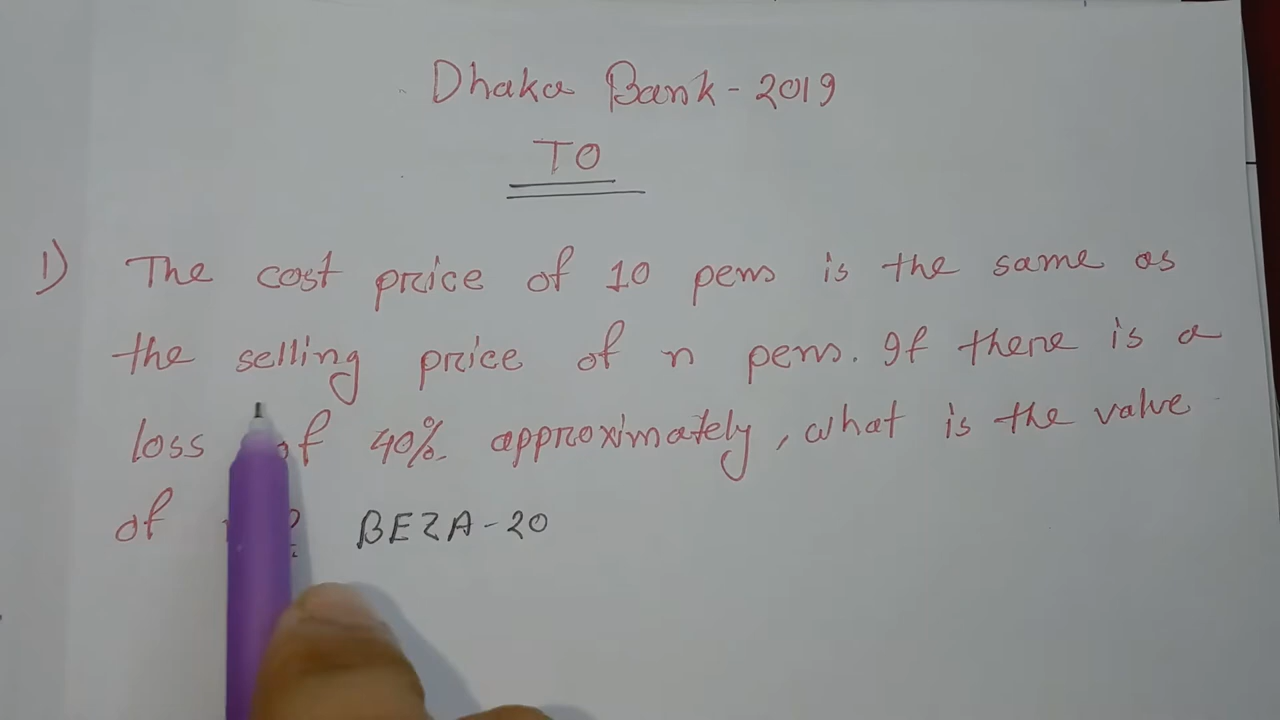 Dhaka Bank - 2019
TO
1) The cost price of 10 pens is the same as
the selling price of n pens. If there is a
loss of 40% approximately, what is the value
of ? BEZA-20